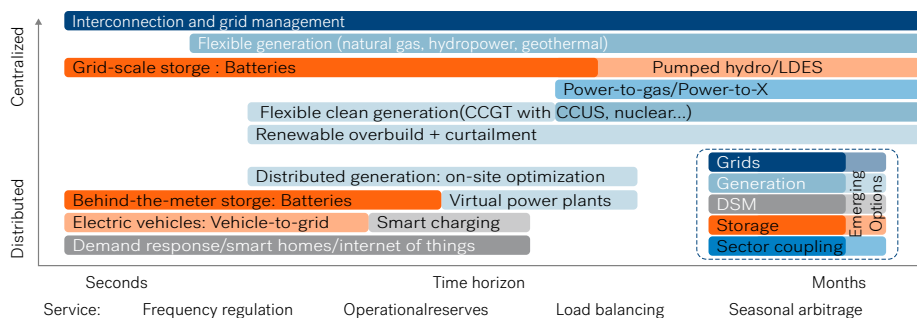 Centralized
Interconnection and grid management
Flexible generation (natural gas, hydropower, geothermal)
Grid-scale storge : Batteries
Pumped hydro/LDES
Power-to-gas/Power-to-X
Flexible clean generation(CCGT with CCUS, nuclear...)
Renewable overbuild + curtailment
Distributed
Distributed generation: on-site optimization
Behind-the-meter storge: Batteries
Virtual power plants
Electric vehicles: Vehicle-to-grid
Smart charging
Demand response/smart homes/internet of things
Grids
Generation
DSM
Storage
Sector coupling
Emerging
Options
Seconds
Time horizon
Months
Service:
Frequency regulation
Operationalreserves
Load balancing
Seasonal arbitrage